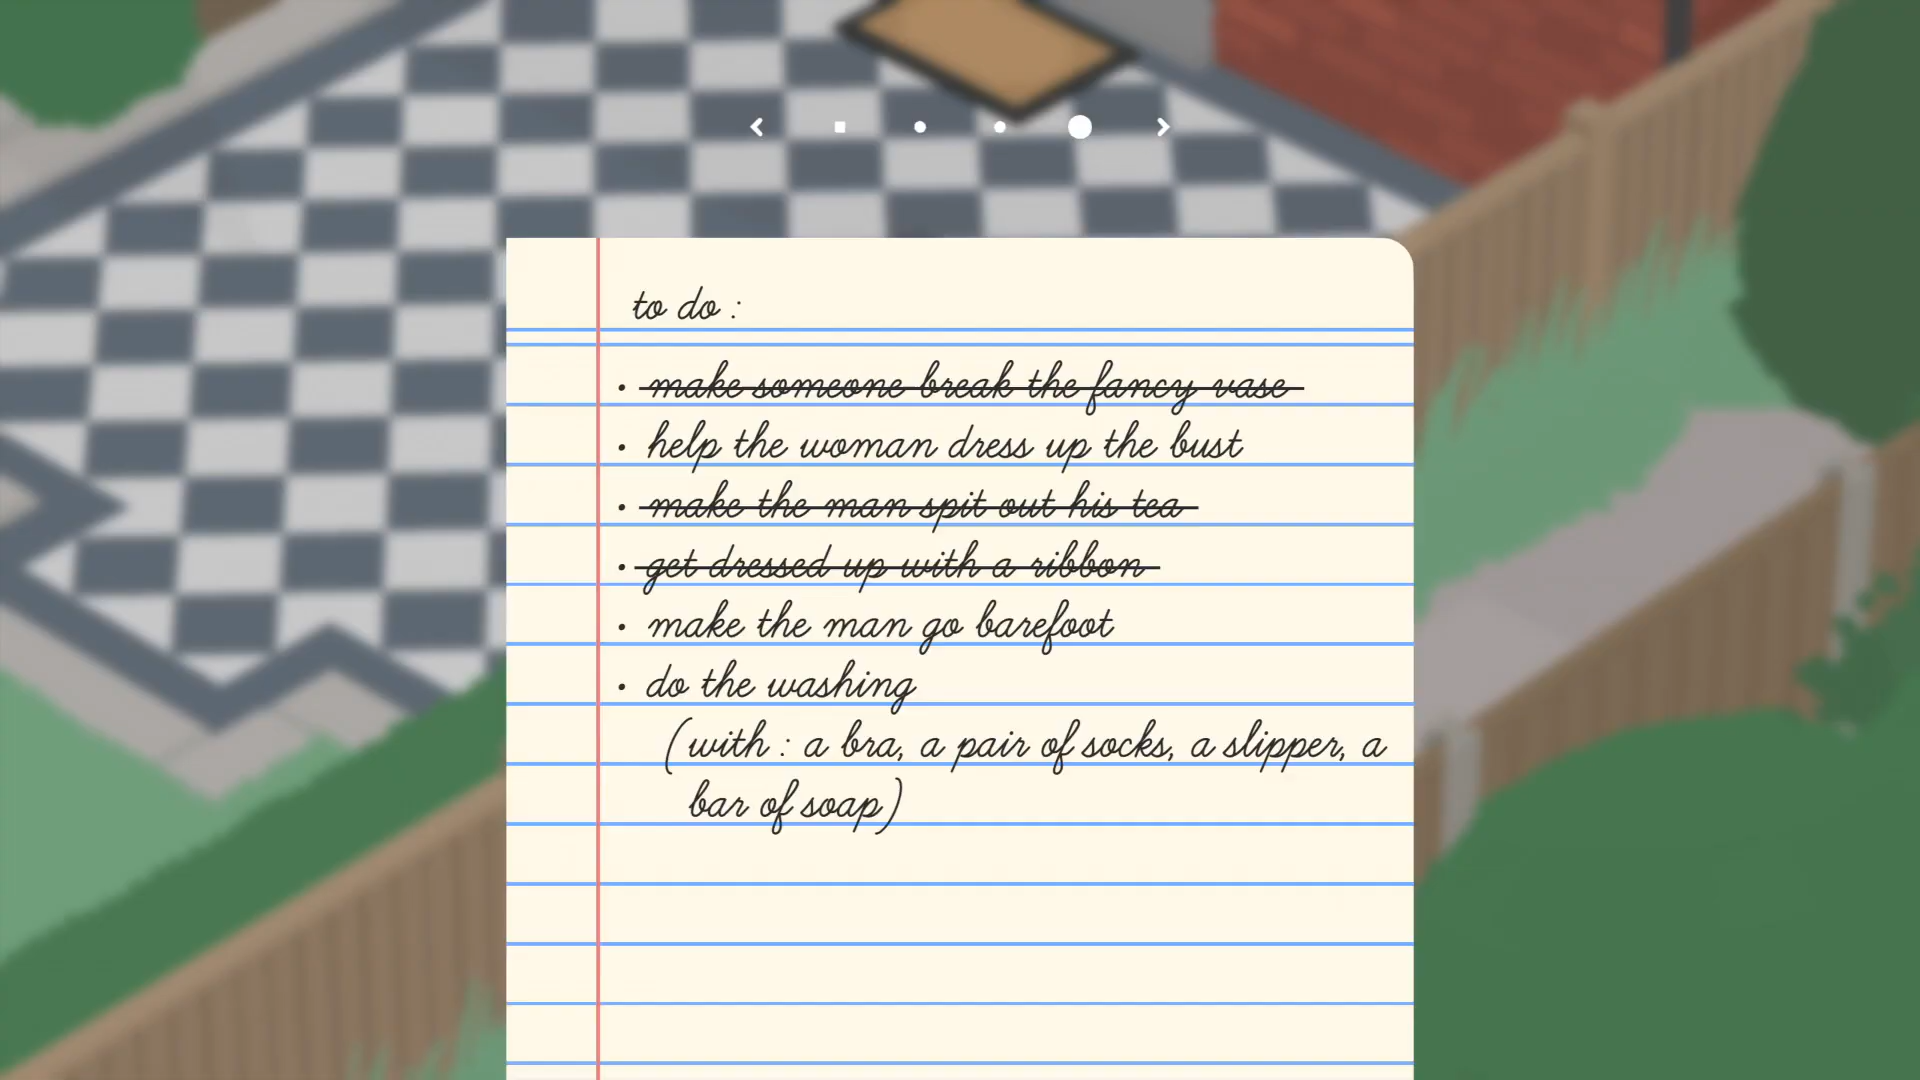 to do :
• make someone break the fancy vase
• help the woman dress up the bust
• make the man spit out his tea
• get dressed up with a ribbon
• make the man go barefoot
• do the washing
(with : a bra, a pair of socks, a slipper, a
bar of soap)